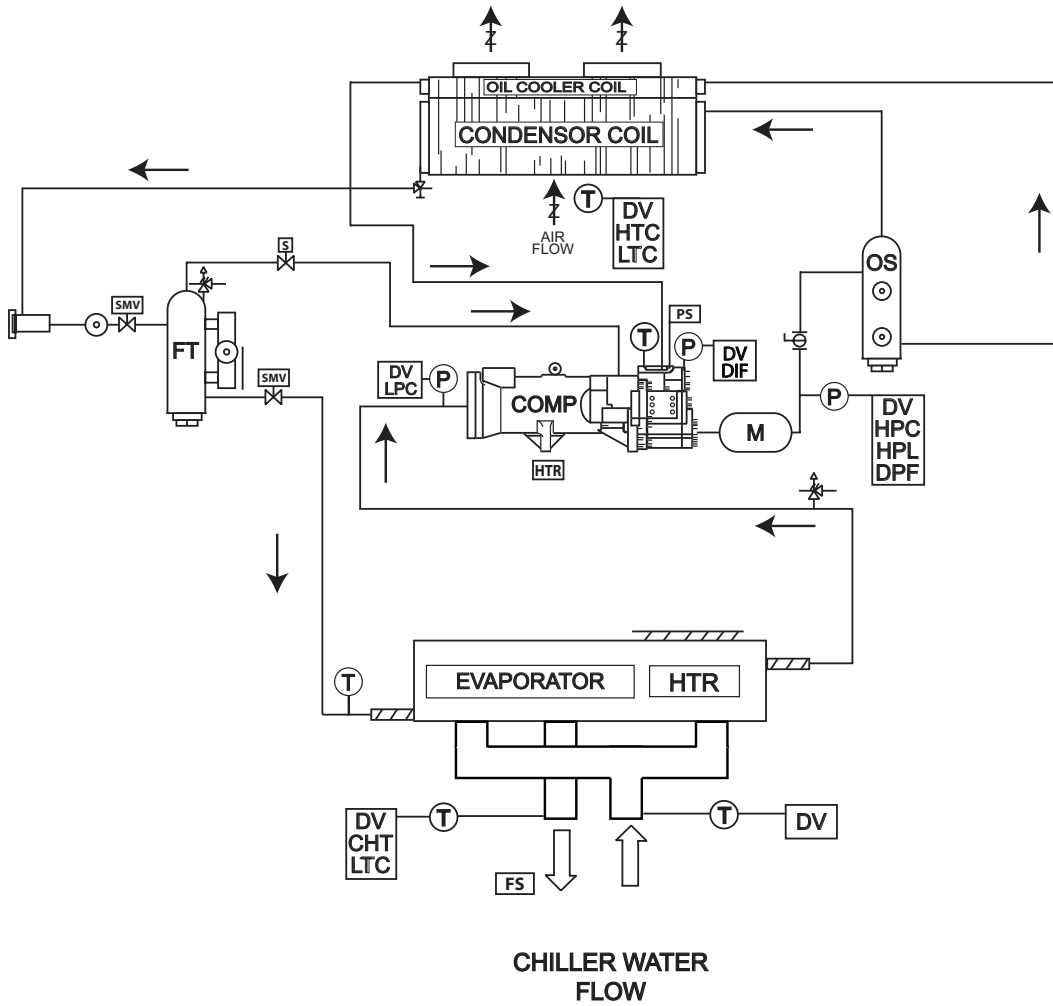 Z
Z
OIL COOLER COIL
CONDENSOR COIL
Z
AIR
FLOW
T
DV
HTC
LTC
S
OS
SMV
FT
SMV
PS
T
P
DV
DIF
DV
LPC
P
COMP
M
P
DV
HPC
HPL
DPF
HTR
EVAPORATOR
HTR
T
DV
CHT
LTC
T
T
DV
FS
CHILLER WATER
FLOW